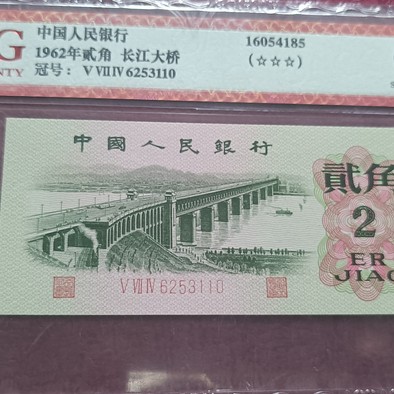 G
NTY
中国人民银行
1962年贰角 长江大桥
冠号: V VII IV 6253110
16054185
(☆☆☆)
中國人民銀行
貳角
2
ER
JIAO
V VII IV 6253110